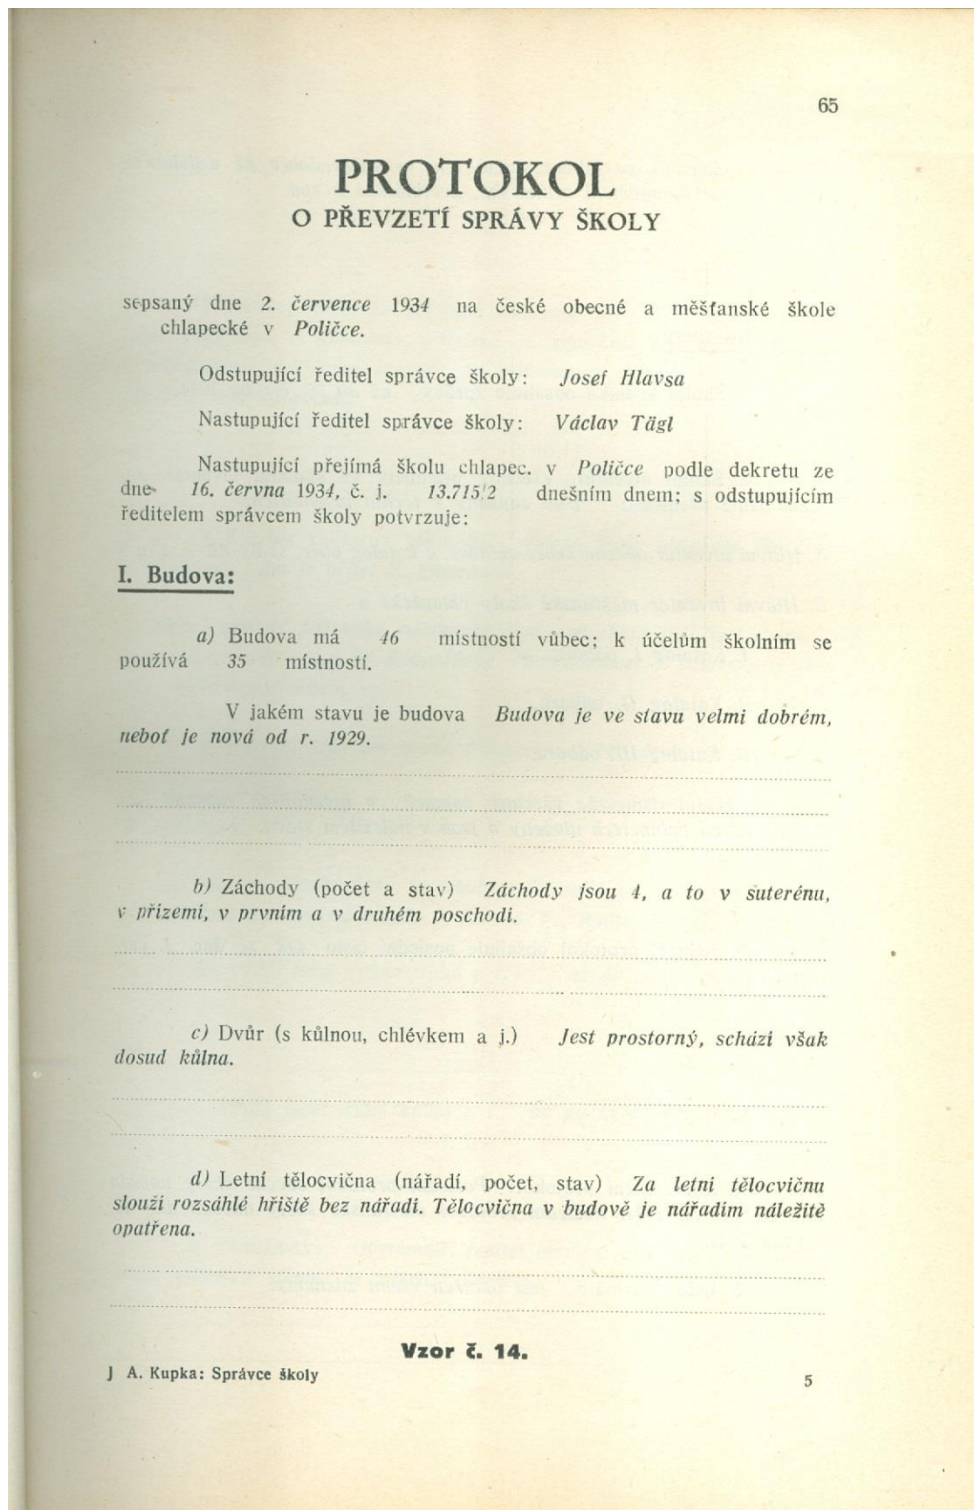 65
PROTOKOL
O PŘEVZETÍ SPRÁVY ŠKOLY
sepsaný dne 2. července 1934 na české obecné a měšťanské škole
chlapecké v Poličce.
Odstupující ředitel správce školy: Josef Hlavsa
Nastupující ředitel správce školy: Václav Tägl
Nastupující přejímá školu chlapec. v Poličce podle dekretu ze
dne 16. června 1934, č. j. 13.715/2 dnešním dnem; s odstupujícím
ředitelem správcem školy potvrzuje:
I. Budova:
a) Budova má 46 místností vůbec; k účelům školním se
používá 35 místností.
V jakém stavu je budova Budova je ve stavu velmi dobrém,
neboť je nová od r. 1929.
b) Záchody (počet a stav) Záchody jsou 4, a to v suterénu,
v přízemí, v prvním a v druhém poschodí.
c) Dvůr (s kůlnou, chlévkem a j.) Jest prostorný, schází však
dosud kůlna.
d) Letní tělocvična (nářadí, počet, stav) Za letní tělocvičnu
slouží rozsáhlé hřiště bez nářadí. Tělocvična v budově je nářadím náležitě
opatřena.
Vzor č. 14.
J A. Kupka: Správce školy
5